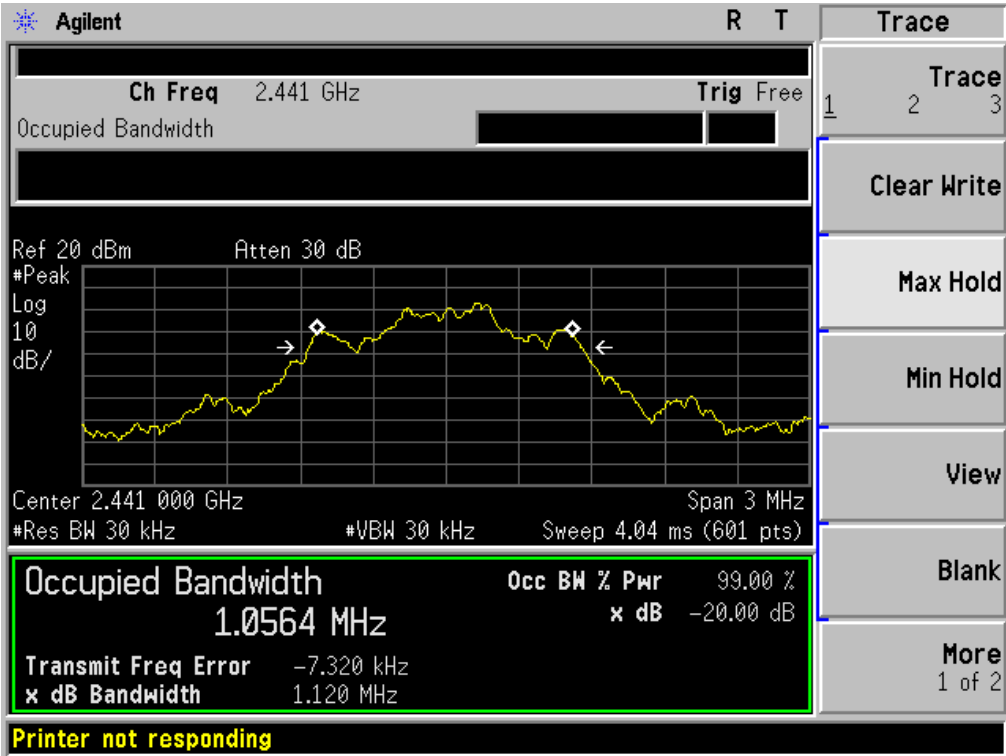 Agilent R T Trace
Ch Freq 2.441 GHz Trig Free
Occupied Bandwidth
Trace
1 2 3
Clear Write
Ref 20 dBm Atten 30 dB
#Peak
Log
10
dB/
Max Hold
Min Hold
View
Center 2.441 000 GHz Span 3 MHz
#Res BW 30 kHz #VBW 30 kHz Sweep 4.04 ms (601 pts)
Occupied Bandwidth Occ BW % Pwr 99.00 %
1.0564 MHz x dB -20.00 dB
Transmit Freq Error -7.320 kHz
x dB Bandwidth 1.120 MHz
Blank
More
1 of 2
Printer not responding